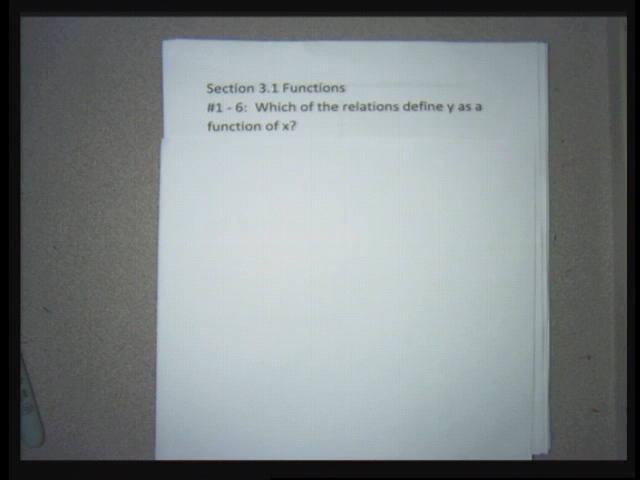 Section 3.1 Functions
#1 - 6:  Which of the relations define y as a
function of x?